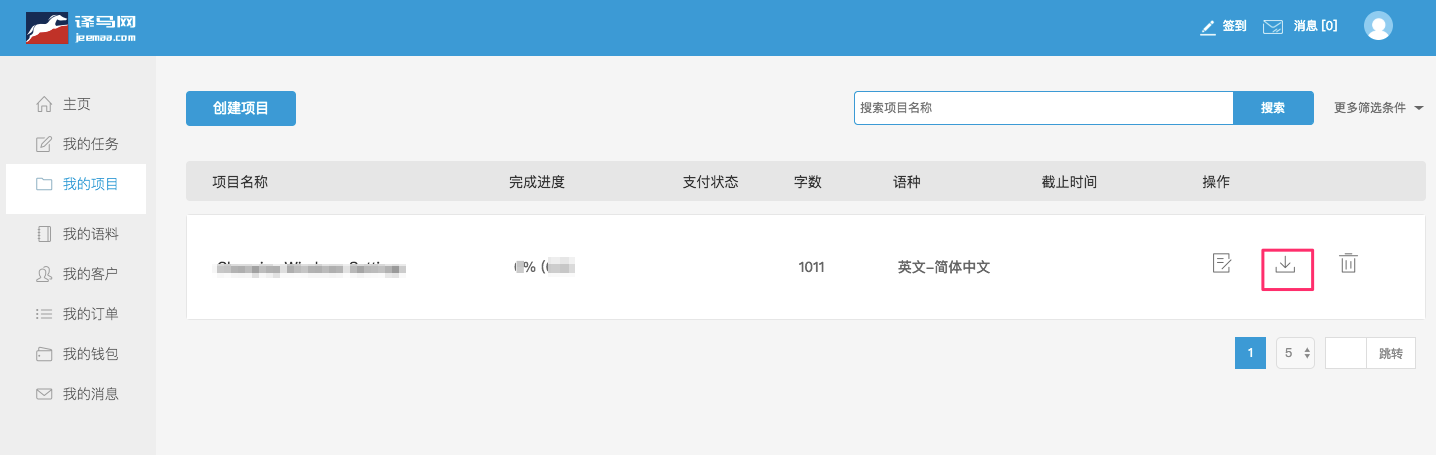 译马网
jeemaa.com
签到
消息 [0]
主页
我的任务
我的项目
我的语料
我的客户
我的订单
我的钱包
我的消息
创建项目
搜索项目名称
搜索
更多筛选条件
项目名称 完成进度 支付状态 字数 语种 截止时间 操作
% ( 1011 英文-简体中文
1 5 跳转